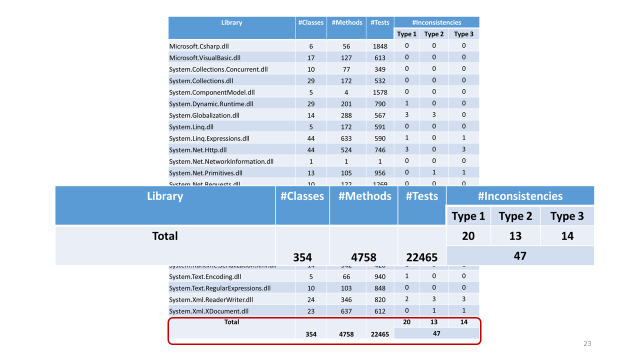 Library #Classes #Methods #Tests #Inconsistencies
Type 1 Type 2 Type 3
Microsoft.Csharp.dll 6 56 1848 0 0 0
Microsoft.VisualBasic.dll 17 127 613 0 0 0
System.Collections.Concurrent.dll 10 77 349 0 0 0
System.Collections.dll 29 172 532 0 0 0
System.ComponentModel.dll 5 4 1578 0 0 0
System.Dynamic.Runtime.dll 29 201 790 1 0 0
System.Globalization.dll 14 288 567 3 3 0
System.Linq.dll 5 172 591 0 0 0
System.Linq.Expressions.dll 44 633 590 1 0 1
System.Net.Http.dll 44 524 746 3 0 3
System.Net.NetworkInformation.dll 1 1 1 0 0 0
System.Net.Primitives.dll 13 105 956 0 1 1
System.Net.Requests.dll 10 122 1269 0 0 0
Library #Classes #Methods #Tests #Inconsistencies
Type 1 Type 2 Type 3
Total 20 13 14
354 4758 22465 47
System.Text.Encoding.dll 5 66 940 1 0 0
System.Text.RegularExpressions.dll 10 103 848 0 0 0
System.Xml.ReaderWriter.dll 24 346 820 2 3 3
System.Xml.XDocument.dll 23 637 612 0 1 1
Total 20 13 14
354 4758 22465 47
23